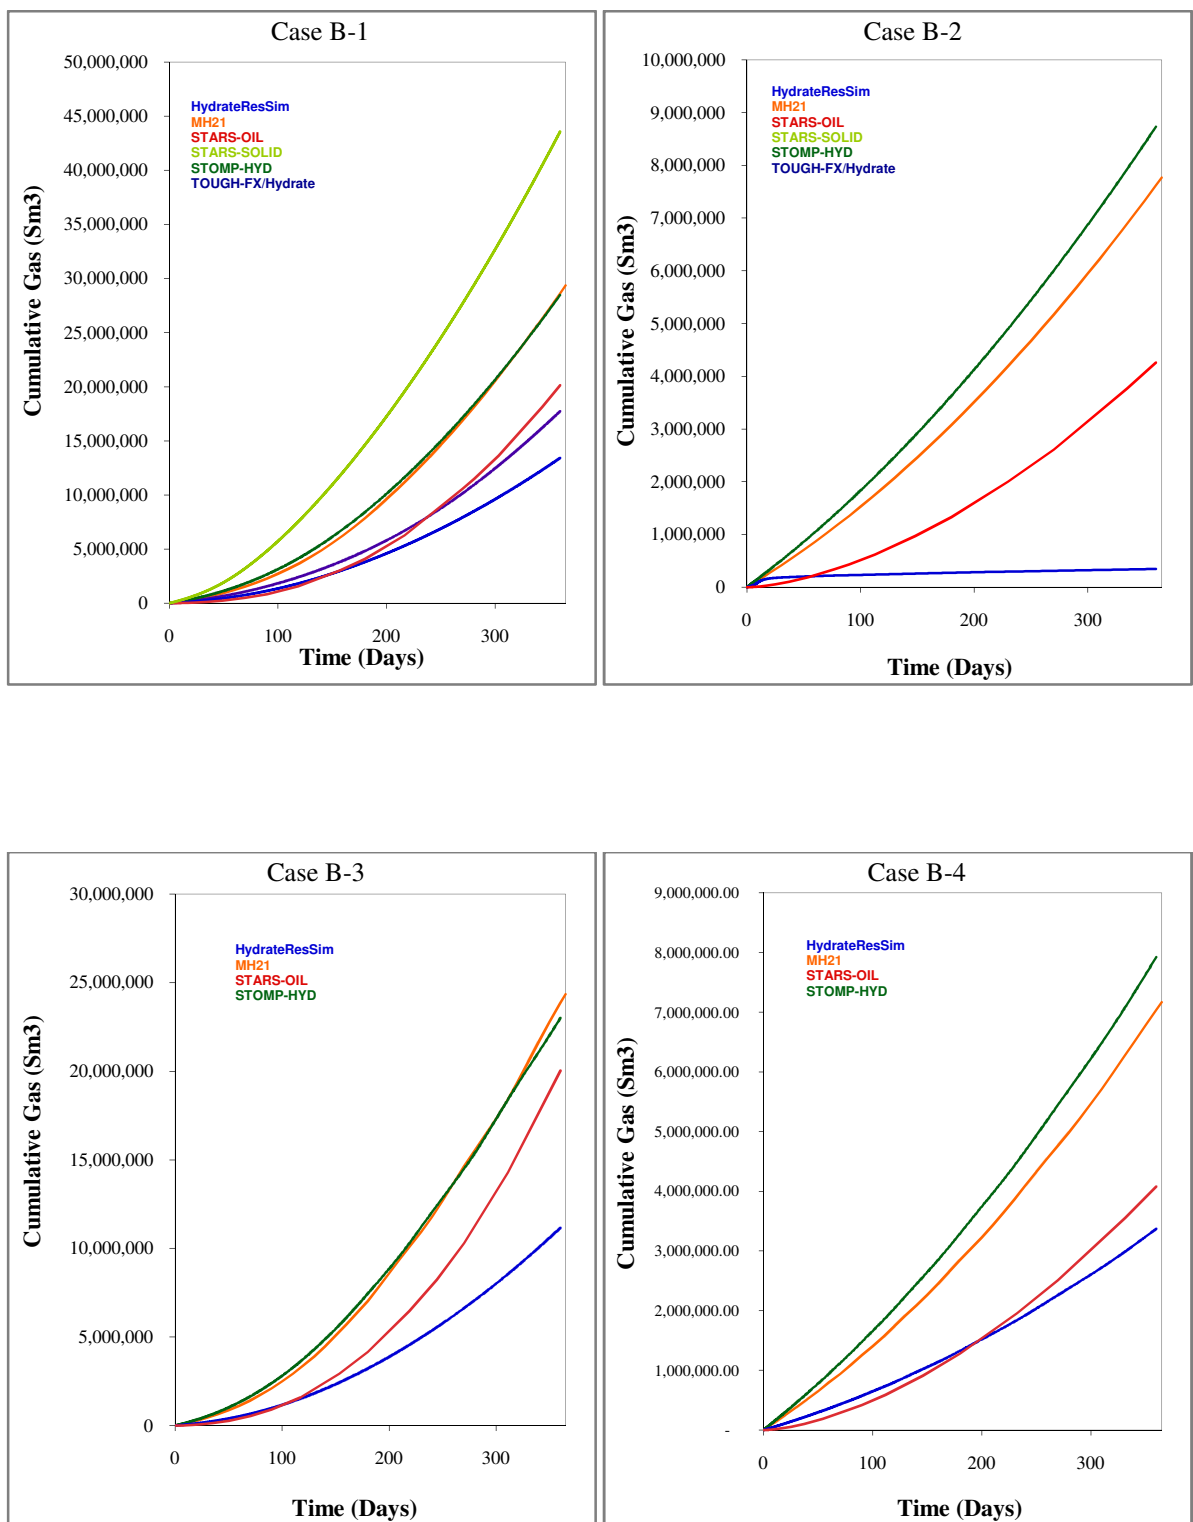 Case B-1
50,000,000
45,000,000
40,000,000
35,000,000
30,000,000
25,000,000
20,000,000
15,000,000
10,000,000
5,000,000
0
Cumulative Gas (Sm3)
HydrateResSim
MH21
STARS-OIL
STARS-SOLID
STOMP-HYD
TOUGH-FX/Hydrate
0 100 200 300
Time (Days)
Case B-2
10,000,000
9,000,000
8,000,000
7,000,000
6,000,000
5,000,000
4,000,000
3,000,000
2,000,000
1,000,000
0
Cumulative Gas (Sm3)
HydrateResSim
MH21
STARS-OIL
STARS-SOLID
STOMP-HYD
TOUGH-FX/Hydrate
0 100 200 300
Time (Days)
Case B-3
30,000,000
25,000,000
20,000,000
15,000,000
10,000,000
5,000,000
0
Cumulative Gas (Sm3)
HydrateResSim
MH21
STARS-OIL
STOMP-HYD
0 100 200 300
Time (Days)
Case B-4
9,000,000.00
8,000,000.00
7,000,000.00
6,000,000.00
5,000,000.00
4,000,000.00
3,000,000.00
2,000,000.00
1,000,000.00
-
Cumulative Gas (Sm3)
HydrateResSim
MH21
STARS-OIL
STOMP-HYD
0 100 200 300
Time (Days)